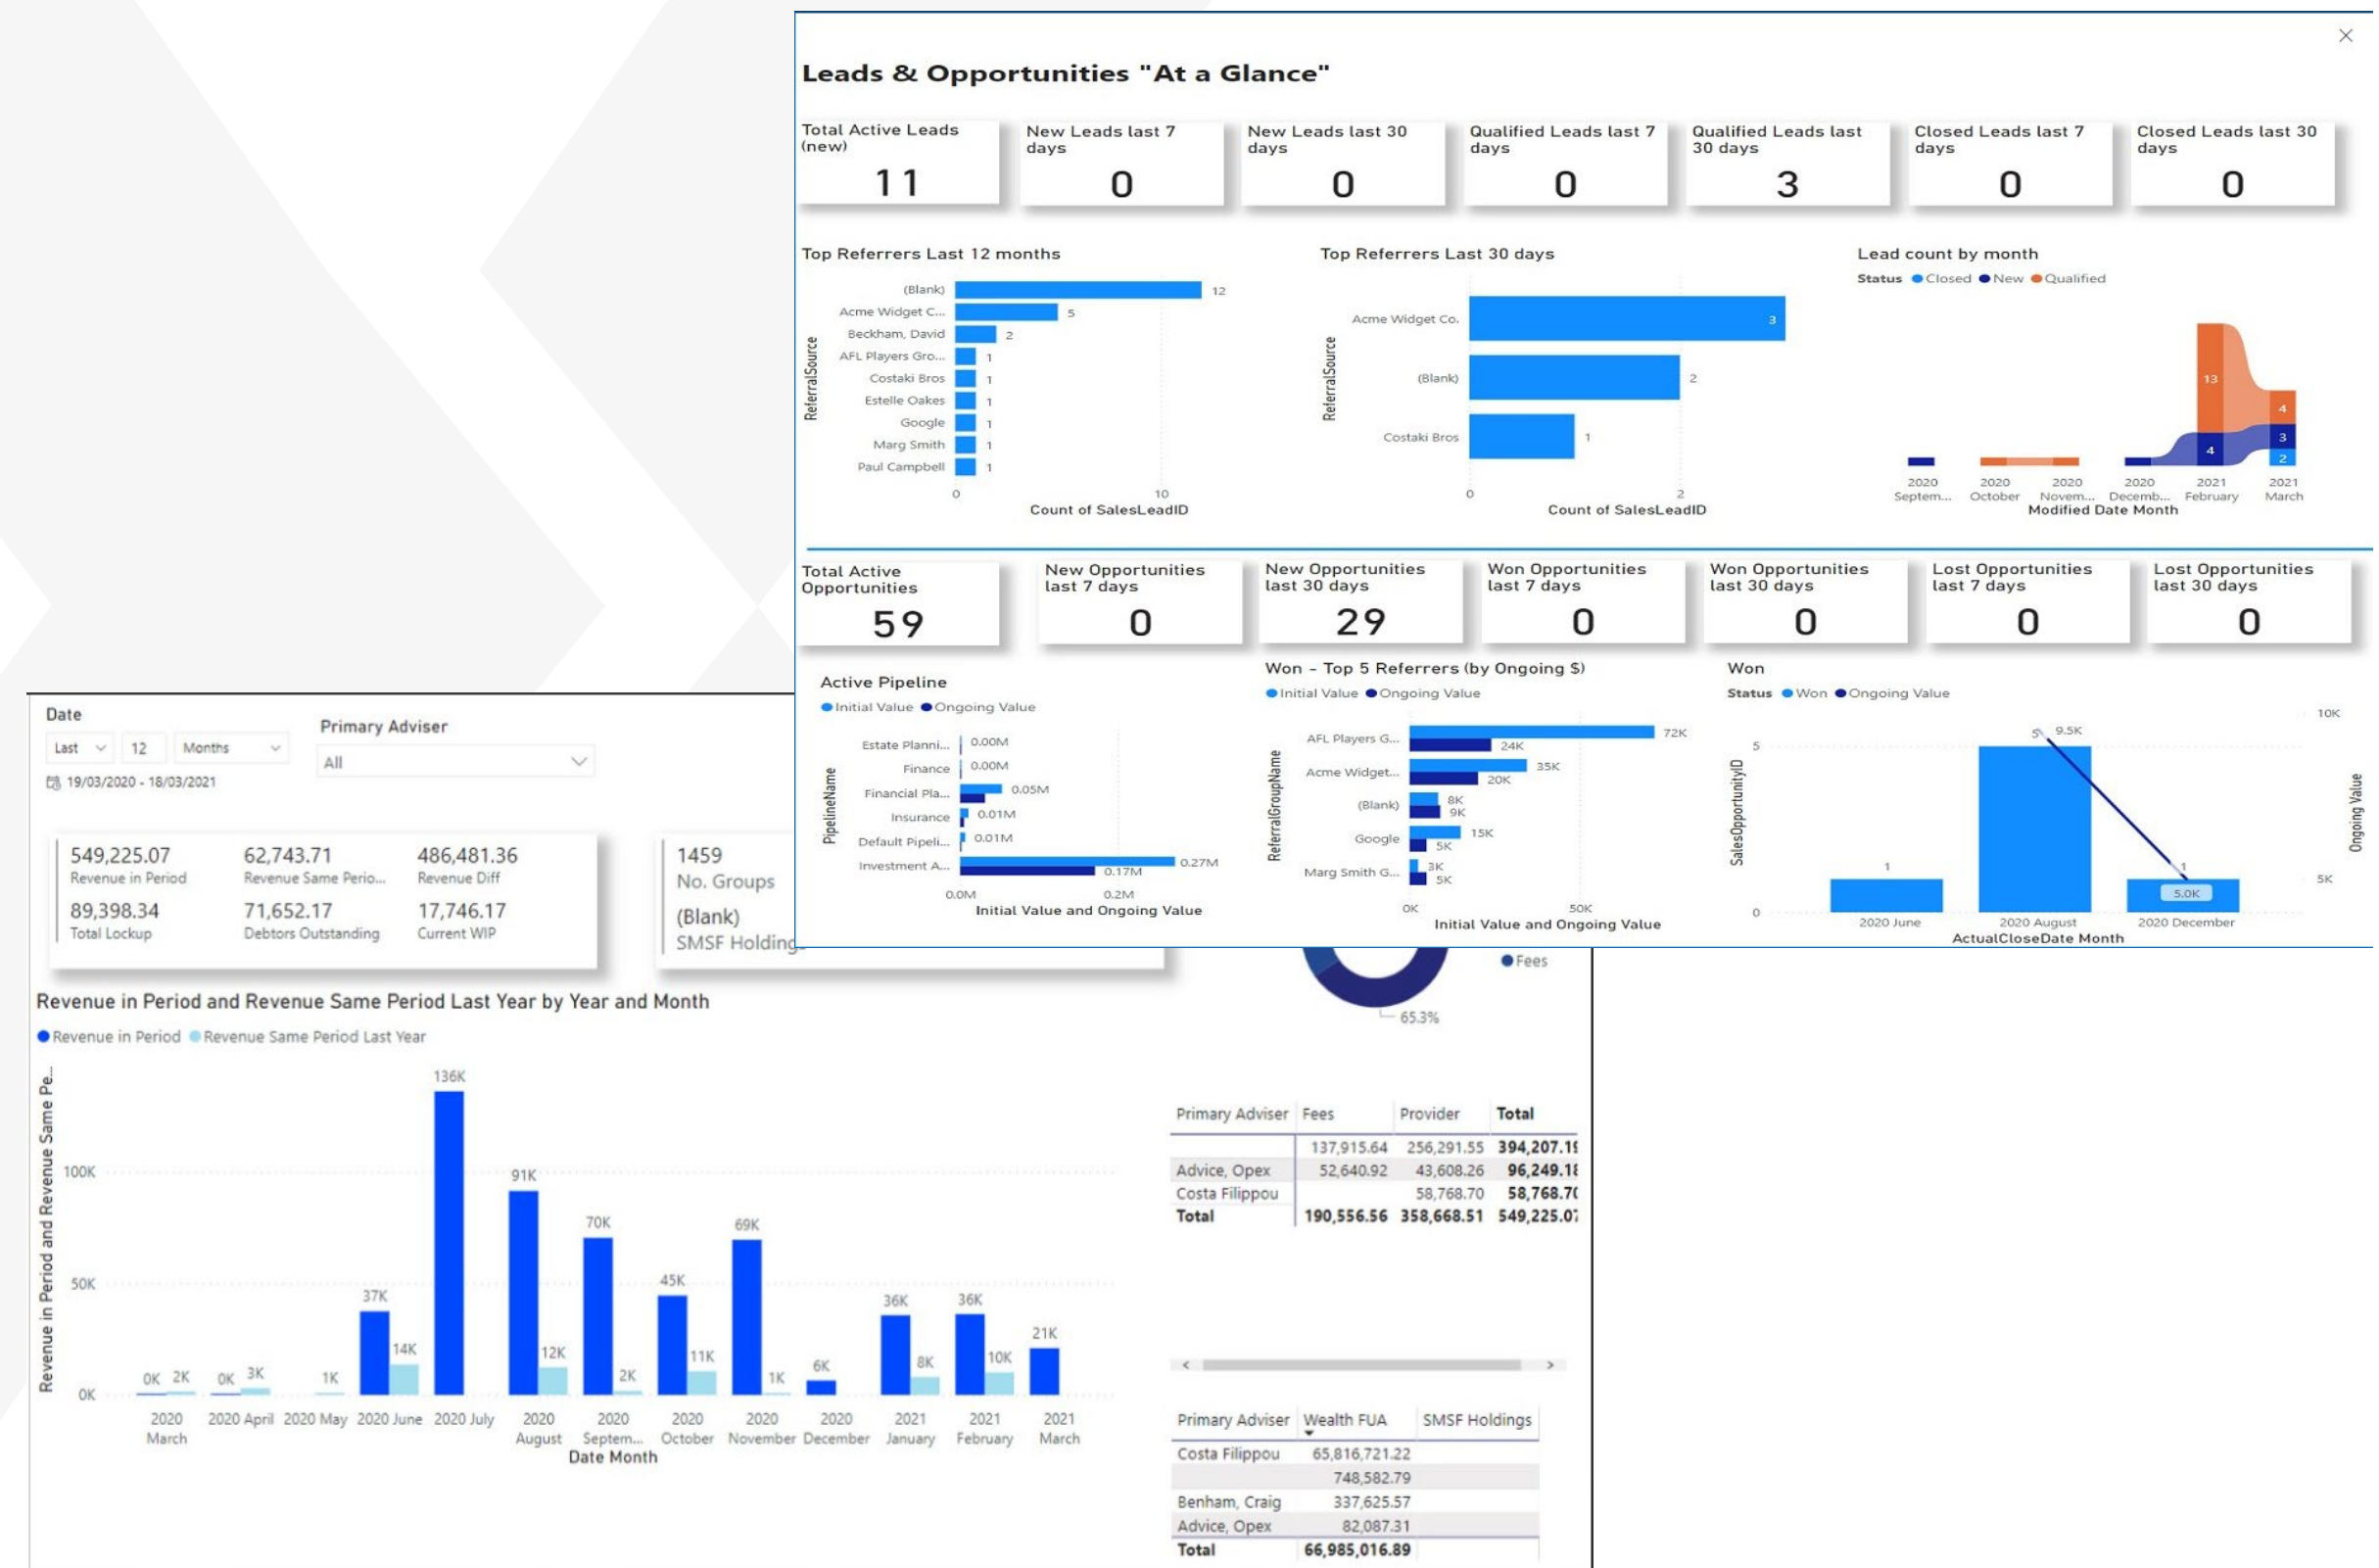 Leads & Opportunities "At a Glance"
Total Active Leads
(new)
11
New Leads last 7
days
0
New Leads last 30
days
0
Qualified Leads last 7
days
0
Qualified Leads last
30 days
3
Closed Leads last 7
days
0
Closed Leads last 30
days
0
Top Referrers Last 12 months
ReferralSource
(Blank) 12
Acme Widget C... 5
Beckham, David 2
AFL Players Gro... 1
Costaki Bros 1
Estelle Oakes 1
Google 1
Marg Smith 1
Paul Campbell 1
0 10
Count of SalesLeadID
Top Referrers Last 30 days
ReferralSource
Acme Widget Co. 3
(Blank) 2
Costaki Bros 1
0 2
Count of SalesLeadID
Lead count by month
Status Closed New Qualified
13
4
4
3
2
2020 2020 2020 2020 2021 2021
Septem... October Novem... Decemb... February March
Modified Date Month
Total Active
Opportunities
59
New Opportunities
last 7 days
0
New Opportunities
last 30 days
29
Won Opportunities
last 7 days
0
Won Opportunities
last 30 days
0
Lost Opportunities
last 7 days
0
Lost Opportunities
last 30 days
0
Active Pipeline
Initial Value Ongoing Value
PipelineName
Estate Planni... 0.00M
Finance 0.00M
Financial Pla... 0.05M
Insurance 0.01M
Default Pipeli... 0.01M
Investment A... 0.27M
0.17M
0.0M 0.2M
Initial Value and Ongoing Value
Won - Top 5 Referrers (by Ongoing $)
Initial Value Ongoing Value
ReferralGroupName
AFL Players G... 72K
24K
Acme Widget... 35K
20K
(Blank) 8K
9K
Google 15K
5K
Marg Smith G... 3K
5K
0K 50K
Initial Value and Ongoing Value
Won
Status Won Ongoing Value
SalesOpportunityID
Ongoing Value
10K
5 5 9.5K
1 1 5K
5.0K
0
2020 June 2020 August 2020 December
ActualCloseDate Month
Date
Last 12 Months
19/03/2020 - 18/03/2021
Primary Adviser
All
549,225.07 62,743.71 486,481.36
Revenue in Period Revenue Same Perio... Revenue Diff
89,398.34 71,652.17 17,746.17
Total Lockup Debtors Outstanding Current WIP
1459
No. Groups
(Blank)
SMSF Holding
Fees
65.3%
Revenue in Period and Revenue Same Period Last Year by Year and Month
Revenue in Period Revenue Same Period Last Year
Revenue in Period and Revenue Same Pe...
100K
50K
0K
0K 2K
0K 3K
1K
37K 14K
136K
91K 12K
70K 2K
45K 11K
69K 1K
6K
36K 8K
36K 10K
21K
2020 2020 April 2020 May 2020 June 2020 July 2020 2020 2020 2020 2020 2021 2021 2021
March August Septem... October November December January February March
Date Month
Primary Adviser Fees Provider Total
137,915.64 256,291.55 394,207.19
Advice, Opex 52,640.92 43,608.26 96,249.18
Costa Filippou 58,768.70 58,768.70
Total 190,556.56 358,668.51 549,225.07
Primary Adviser Wealth FUA SMSF Holdings
Costa Filippou 65,816,721.22
748,582.79
Benham, Craig 337,625.57
Advice, Opex 82,087.31
Total 66,985,016.89